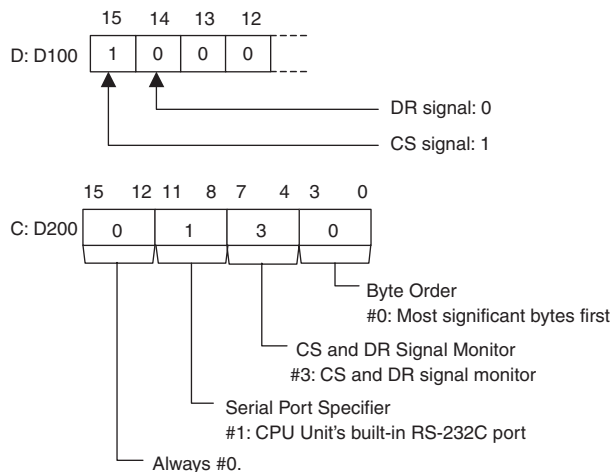 15 14 13 12
D: D100 1 0 0 0
DR signal: 0
CS signal: 1
15 12 11 8 7 4 3 0
C: D200 0 1 3 0
Byte Order
#0: Most significant bytes first
CS and DR Signal Monitor
#3: CS and DR signal monitor
Serial Port Specifier
#1: CPU Unit's built-in RS-232C port
Always #0.